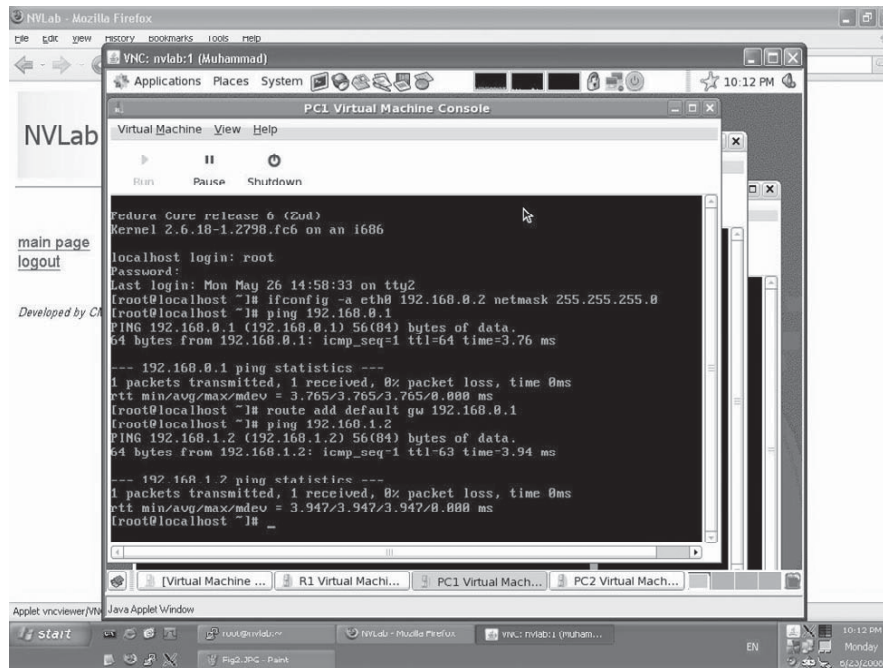 NVLab - Mozilla Firefox
File Edit View History Bookmarks Tools Help
VNC: nvlab:1 (Muhammad)
Applications Places System
10:12 PM
PC1 Virtual Machine Console
Virtual Machine View Help
Run Pause Shutdown
NVLab
main page
logout
Developed by
Fedora Core release 6 (Zod)
Kernel 2.6.18-1.2798.fc6 on an i686
localhost login: root
Password:
Last login: Mon May 26 14:58:33 on tty2
[root@localhost ~]# ifconfig -a eth0 192.168.0.2 netmask 255.255.255.0
[root@localhost ~]# ping 192.168.0.1
PING 192.168.0.1 (192.168.0.1) 56(84) bytes of data.
64 bytes from 192.168.0.1: icmp_seq=1 ttl=64 time=3.76 ms
--- 192.168.0.1 ping statistics ---
1 packets transmitted, 1 received, 0% packet loss, time 0ms
rtt min/avg/max/mdev = 3.765/3.765/3.765/0.000 ms
[root@localhost ~]# route add default gw 192.168.0.1
[root@localhost ~]# ping 192.168.1.2
PING 192.168.1.2 (192.168.1.2) 56(84) bytes of data.
64 bytes from 192.168.1.2: icmp_seq=1 ttl=63 time=3.94 ms
--- 192.168.1.2 ping statistics ---
1 packets transmitted, 1 received, 0% packet loss, time 0ms
rtt min/avg/max/mdev = 3.947/3.947/3.947/0.000 ms
[root@localhost ~]# _
[Virtual Machine ... R1 Virtual Machi... PC1 Virtual Mach... PC2 Virtual Mach...
Applet vncviewer/VN
Java Applet Window
start root@nvlab:~ NVLab - Mozilla Firefox VNC: nvlab:1 (Muham... 10:12 PM
EN Monday
Fig2.JPG - Paint